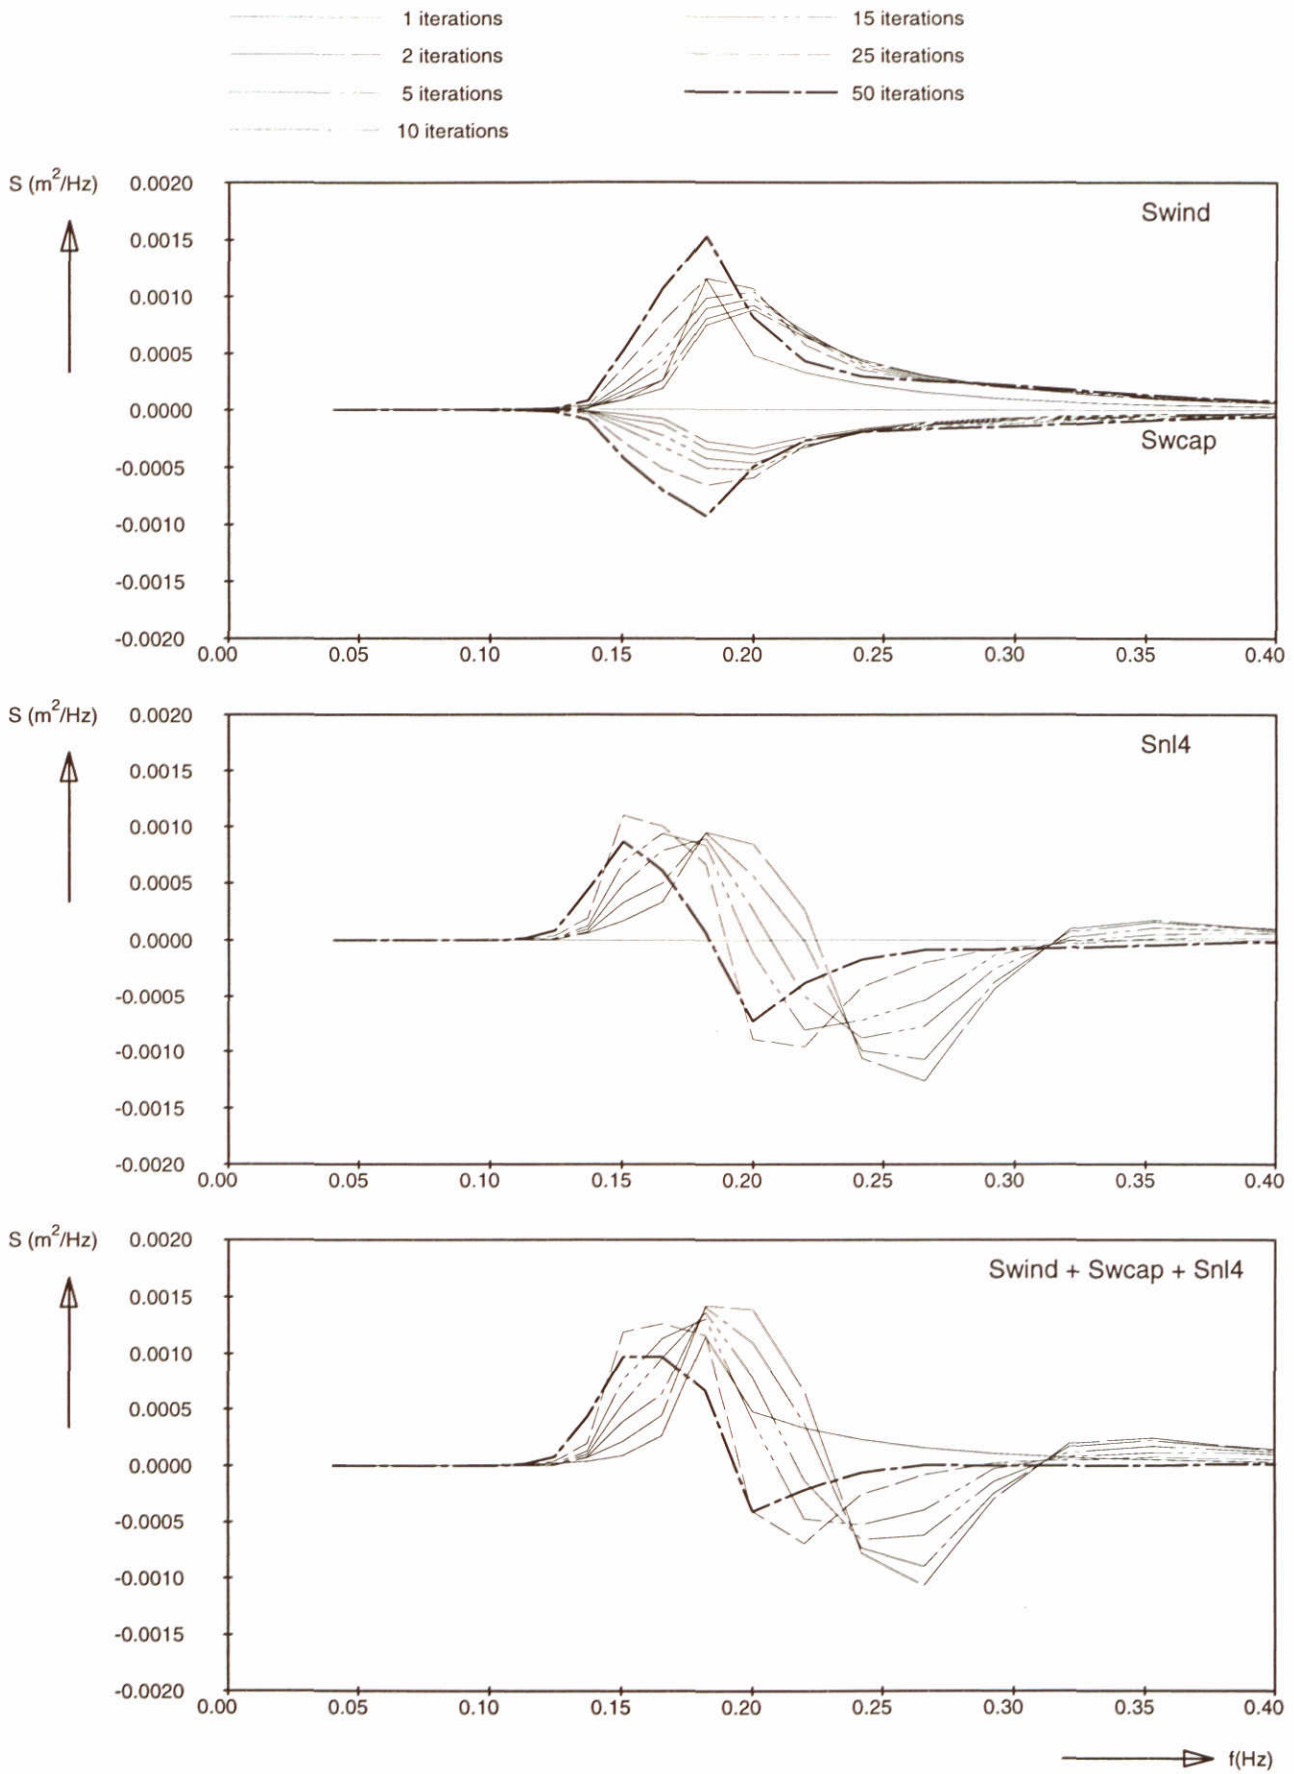 1 iterations 15 iterations
2 iterations 25 iterations
5 iterations 50 iterations
10 iterations
S (m2/Hz) 0.0020
Swind
0.0015
0.0010
0.0005
0.0000
Swcap
-0.0005
-0.0010
-0.0015
-0.0020
0.00 0.05 0.10 0.15 0.20 0.25 0.30 0.35 0.40
S (m2/Hz) 0.0020
Snl4
0.0015
0.0010
0.0005
0.0000
-0.0005
-0.0010
-0.0015
-0.0020
0.00 0.05 0.10 0.15 0.20 0.25 0.30 0.35 0.40
S (m2/Hz) 0.0020
Swind + Swcap + Snl4
0.0015
0.0010
0.0005
0.0000
-0.0005
-0.0010
-0.0015
-0.0020
0.00 0.05 0.10 0.15 0.20 0.25 0.30 0.35 0.40
f(Hz)